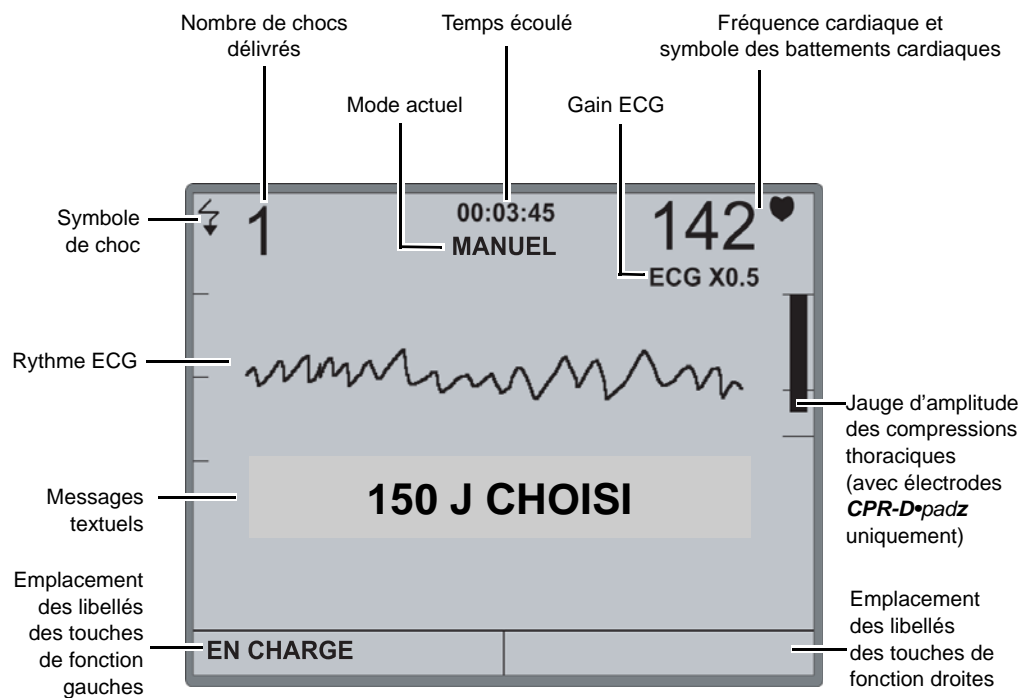 Nombre de chocs
délivrés
Temps écoulé
Fréquence cardiaque et
symbole des battements cardiaques
Mode actuel
Gain ECG
Symbole
de choc
1
00:03:45
MANUEL
142
ECG X0.5
Rythme ECG
Jauge d'amplitude
des compressions
thoraciques
(avec électrodes
CPR-D•padz
uniquement)
Messages
textuels
150 J CHOISI
Emplacement
des libellés
des touches
de fonction
gauches
EN CHARGE
Emplacement
des libellés
des touches de
fonction droites